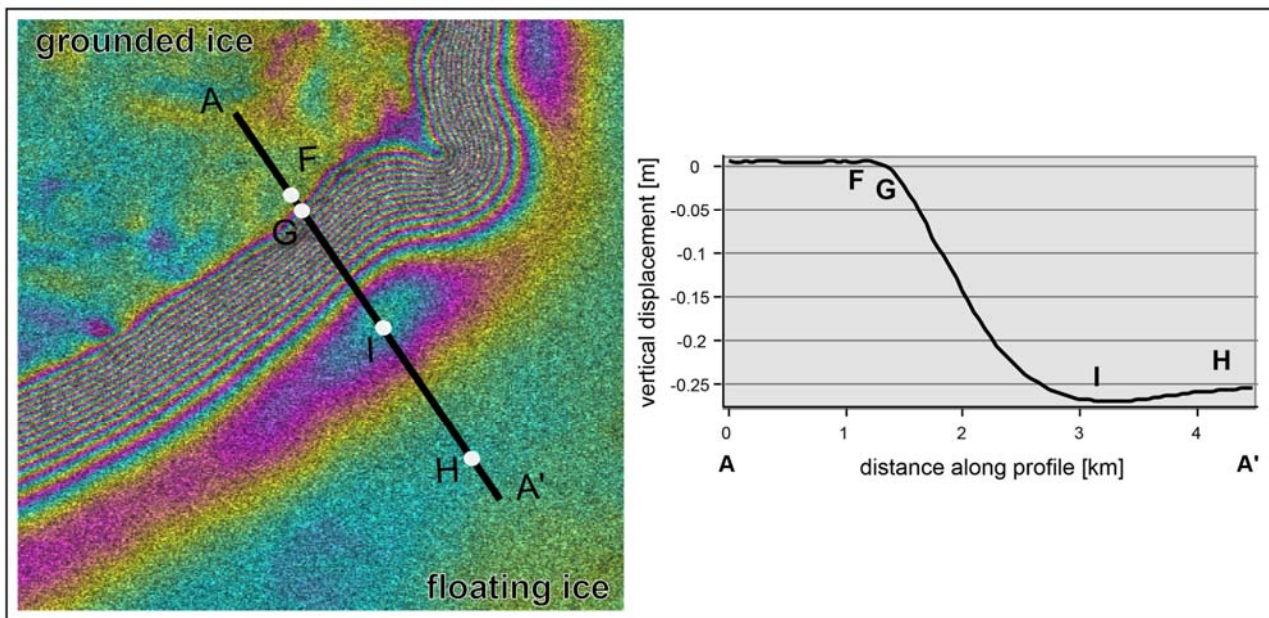 grounded ice
A
F
G
I
H
A'
floating ice
vertical displacement [m]
0
-0.05
-0.1
-0.15
-0.2
-0.25
F
G
I
H
0 1 2 3 4
A A'
distance along profile [km]